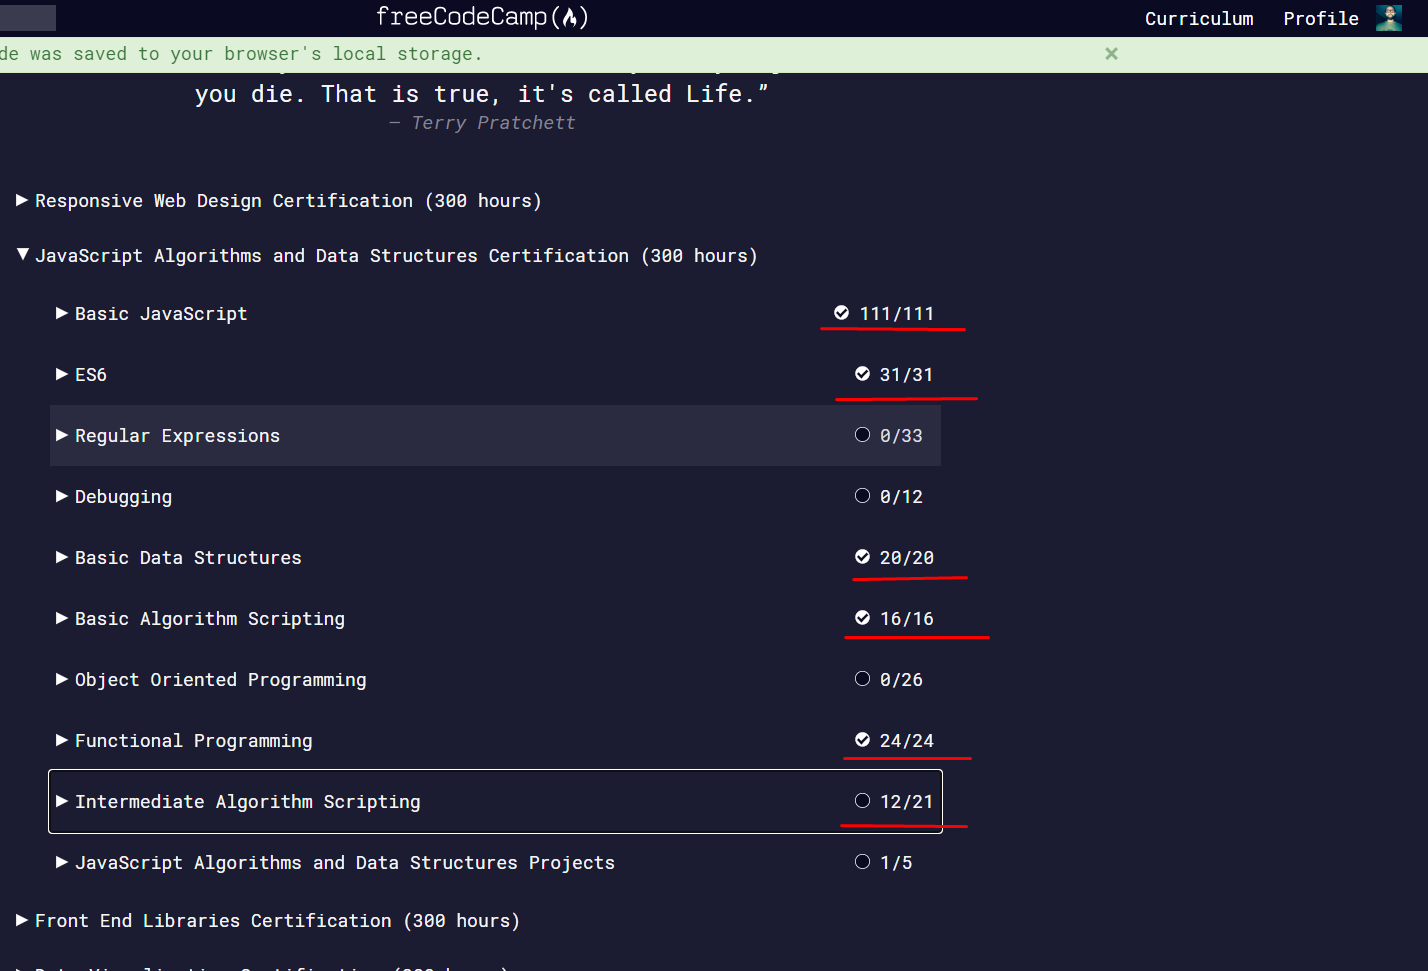 freeCodeCamp(🔥)
Curriculum Profile
de was saved to your browser's local storage. ×
you die. That is true, it's called Life.”
— Terry Pratchett
Responsive Web Design Certification (300 hours)
JavaScript Algorithms and Data Structures Certification (300 hours)
Basic JavaScript 111/111
ES6 31/31
Regular Expressions 0/33
Debugging 0/12
Basic Data Structures 20/20
Basic Algorithm Scripting 16/16
Object Oriented Programming 0/26
Functional Programming 24/24
Intermediate Algorithm Scripting 12/21
JavaScript Algorithms and Data Structures Projects 1/5
Front End Libraries Certification (300 hours)